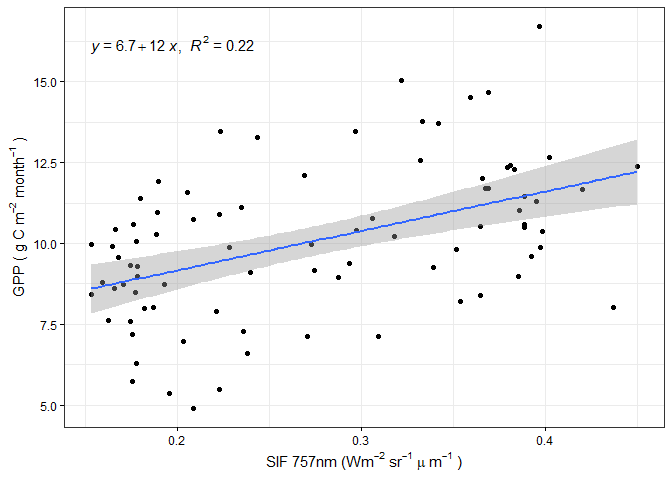 y = 6.7 + 12 x, R² = 0.22
15.0
12.5
10.0
7.5
5.0
GPP ( g C m⁻² month⁻¹ )
0.2 0.3 0.4
SIF 757nm (Wm⁻² sr⁻¹ μ m⁻¹ )